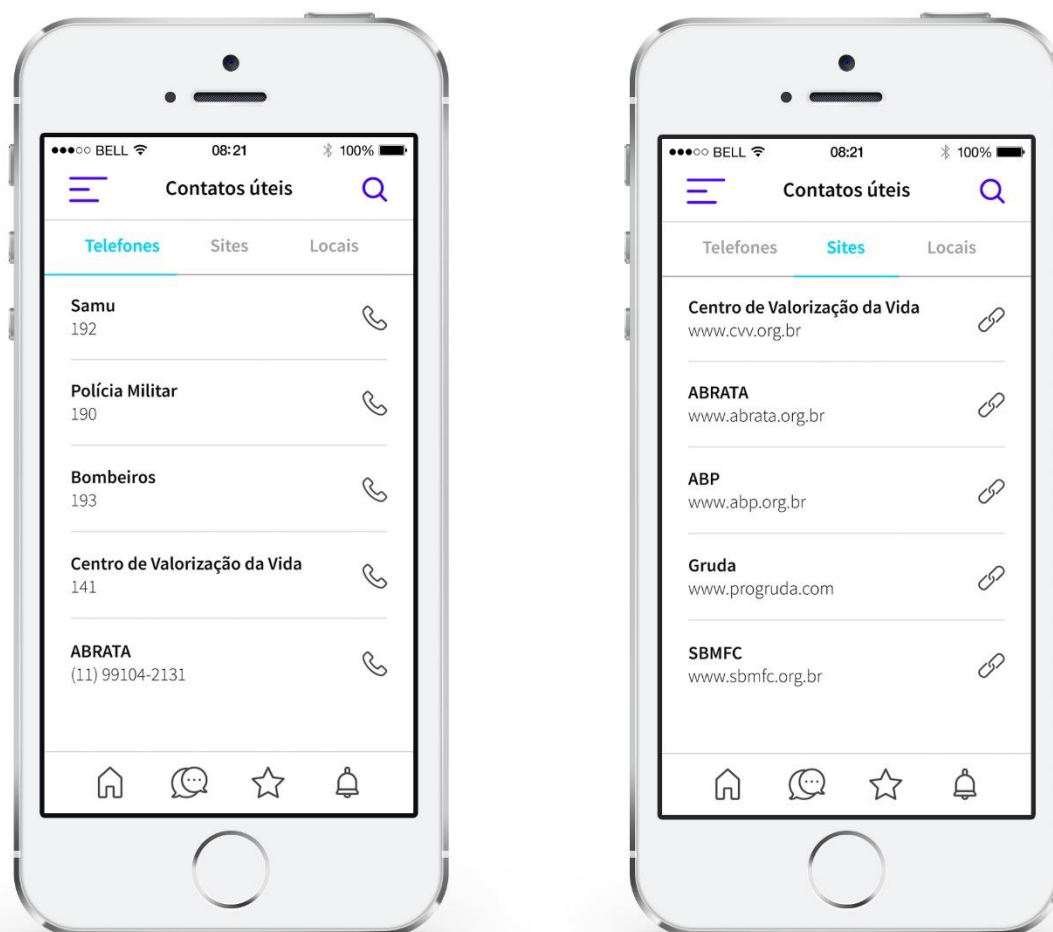 BELL 08:21 100%
Contatos úteis
Telefones Sites Locais
Samu
192
Polícia Militar
190
Bombeiros
193
Centro de Valorização da Vida
141
ABRATA
(11) 99104-2131
BELL 08:21 100%
Contatos úteis
Telefones Sites Locais
Centro de Valorização da Vida
www.cvv.org.br
ABRATA
www.abrata.org.br
ABP
www.abp.org.br
Gruda
www.progruda.com
SBMFC
www.sbmfc.org.br